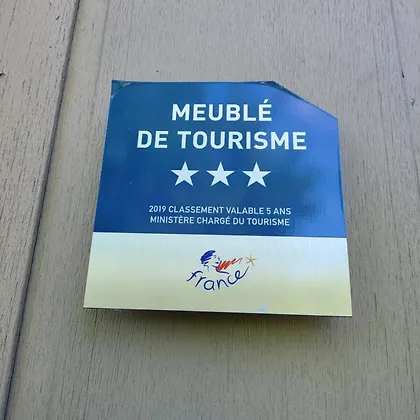 MEUBLÉ
DE TOURISME
★★★
2019 CLASSEMENT VALABLE 5 ANS
MINISTÈRE CHARGÉ DU TOURISME
france